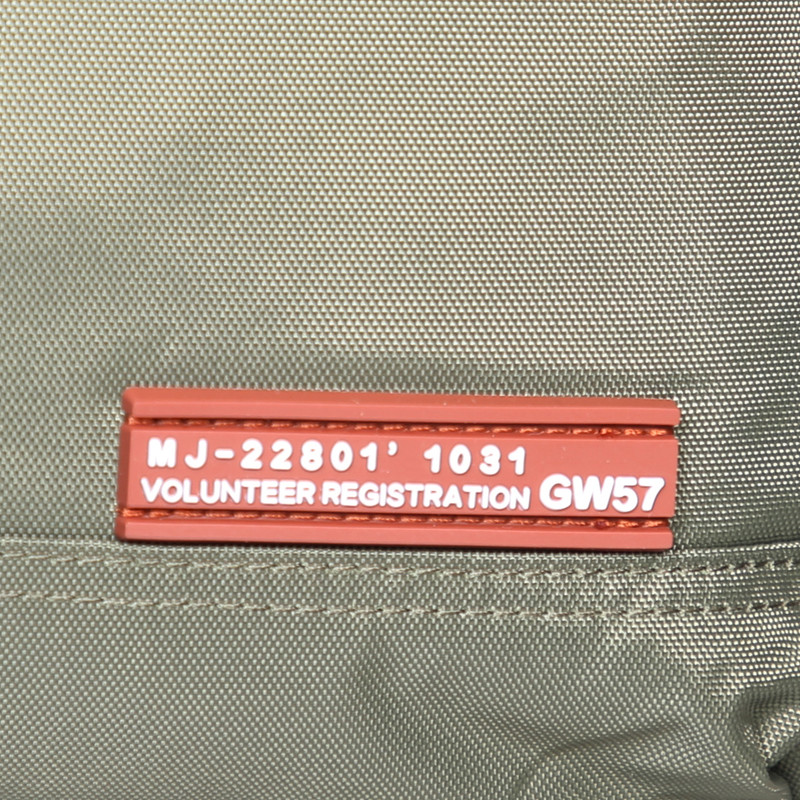 MJ-22801’ 1031
VOLUNTEER REGISTRATION GW57